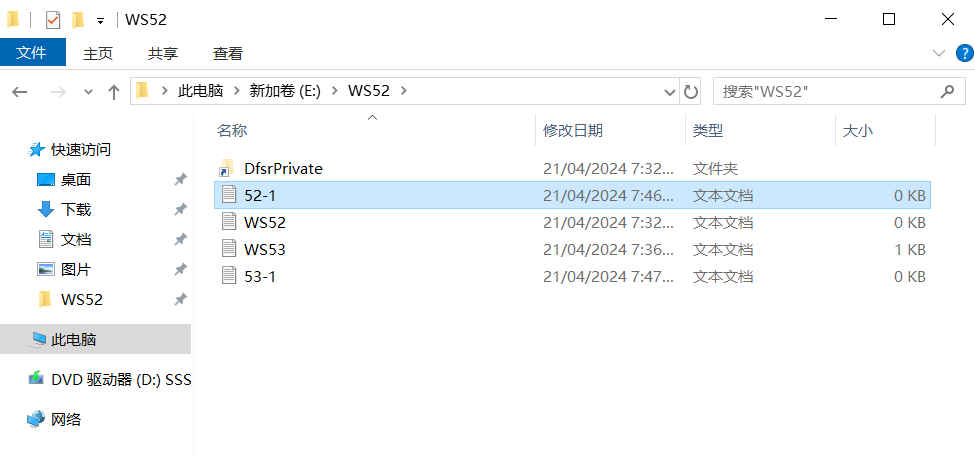 WS52
文件 主页 共享 查看
此电脑 新加卷 (E:) WS52 搜索"WS52"
名称 修改日期 类型 大小
快速访问
桌面
下载
文档
图片
WS52
此电脑
DVD 驱动器 (D:) SSS
网络
DfsrPrivate 21/04/2024 7:32... 文件夹
52-1 21/04/2024 7:46... 文本文档 0 KB
WS52 21/04/2024 7:32... 文本文档 0 KB
WS53 21/04/2024 7:36... 文本文档 1 KB
53-1 21/04/2024 7:47... 文本文档 0 KB